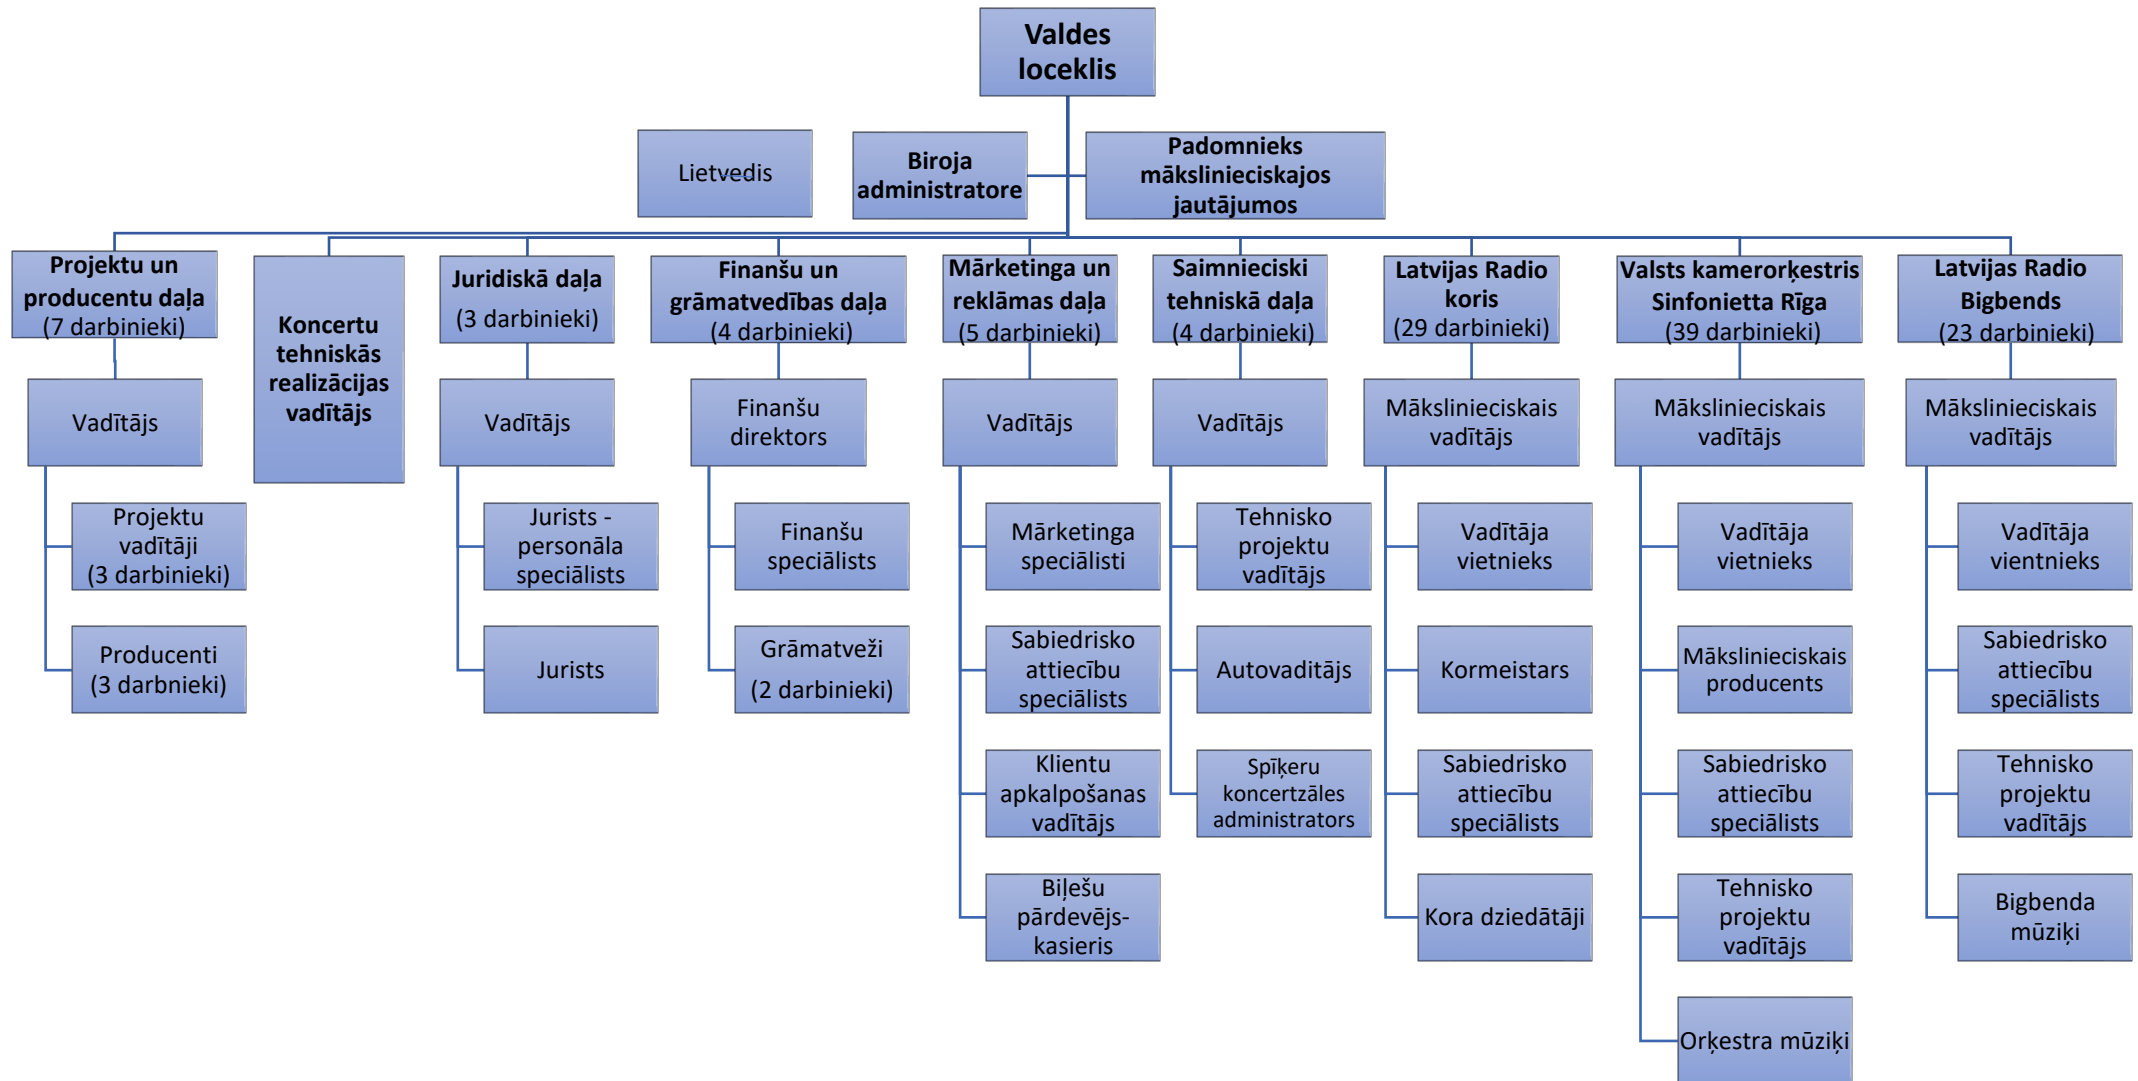 Valdes
loceklis
Lietvedis
Biroja
administratore
Padomnieks
mākslinieciskajos
jautājumos
Projektu un
producentu daļa
(7 darbinieki)
Koncertu
tehniskās
realizācijas
vadītājs
Juridiskā daļa
(3 darbinieki)
Finanšu un
grāmatvedības daļa
(4 darbinieki)
Mārketinga un
reklāmas daļa
(5 darbinieki)
Saimnieciski
tehniskā daļa
(4 darbinieki)
Latvijas Radio
koris
(29 darbinieki)
Valsts kamerorķestris
Sinfonietta Rīga
(39 darbinieki)
Latvijas Radio
Bigbends
(23 darbinieki)
Vadītājs
Vadītājs
Finanšu
direktors
Vadītājs
Vadītājs
Mākslinieciskais
vadītājs
Mākslinieciskais
vadītājs
Mākslinieciskais
vadītājs
Projektu
vadītāji
(3 darbinieki)
Jurists -
personāla
speciālists
Finanšu
speciālists
Mārketinga
speciālisti
Tehnisko
projektu
vadītājs
Vadītāja
vietnieks
Vadītāja
vietnieks
Vadītāja
vientnieks
Producenti
(3 darbnieki)
Jurists
Grāmatveži
(2 darbinieki)
Sabiedrisko
attiecību
speciālists
Autovadītājs
Kormeistars
Mākslinieciskais
producents
Sabiedrisko
attiecību
speciālists
Klientu
apkalpošanas
vadītājs
Spīķeru
koncertzāles
administrators
Sabiedrisko
attiecību
speciālists
Sabiedrisko
attiecību
speciālists
Tehnisko
projektu
vadītājs
Biļešu
pārdevējs-
kasieris
Kora dziedātāji
Tehnisko
projektu
vadītājs
Bigbenda
mūziķi
Orķestra mūziķi